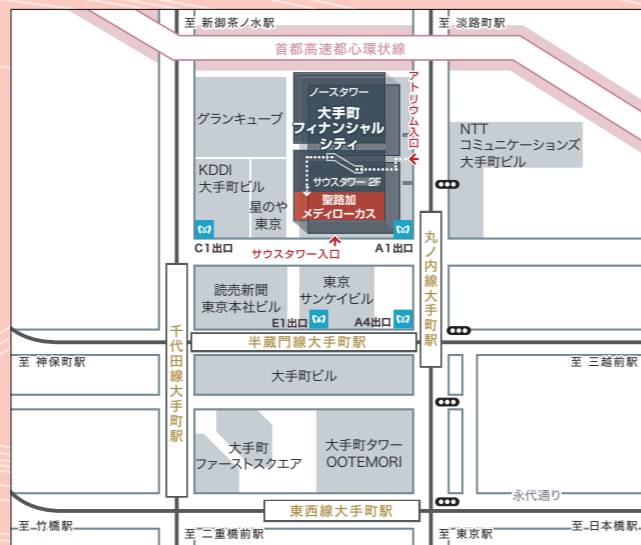 至 新御茶ノ水駅
至 淡路町駅
首都高速都心環状線
アトリウム入口
ノースタワー
大手町
フィナンシャル
シティ
グランキューブ
NTT
コミュニケーションズ
大手町ビル
KDDI
大手町ビル
サウスタワー 2F
聖路加
メディローカス
星のや
東京
C1出口
サウスタワー入口
A1出口
丸ノ内線大手町駅
読売新聞
東京本社ビル
東京
サンケイビル
E1出口
A4出口
千代田線大手町駅
半蔵門線大手町駅
至 神保町駅
至 三越前駅
大手町ビル
大手町
ファーストスクエア
大手町タワー
OOTEMORI
永代通り
東西線大手町駅
至 竹橋駅
至 二重橋前駅
至 東京駅
至 日本橋駅